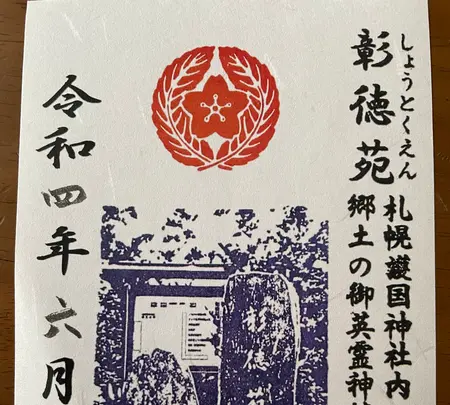 しょうとくえん
彰徳苑
札幌護国神社内
郷土の御英霊神
令和四年六月